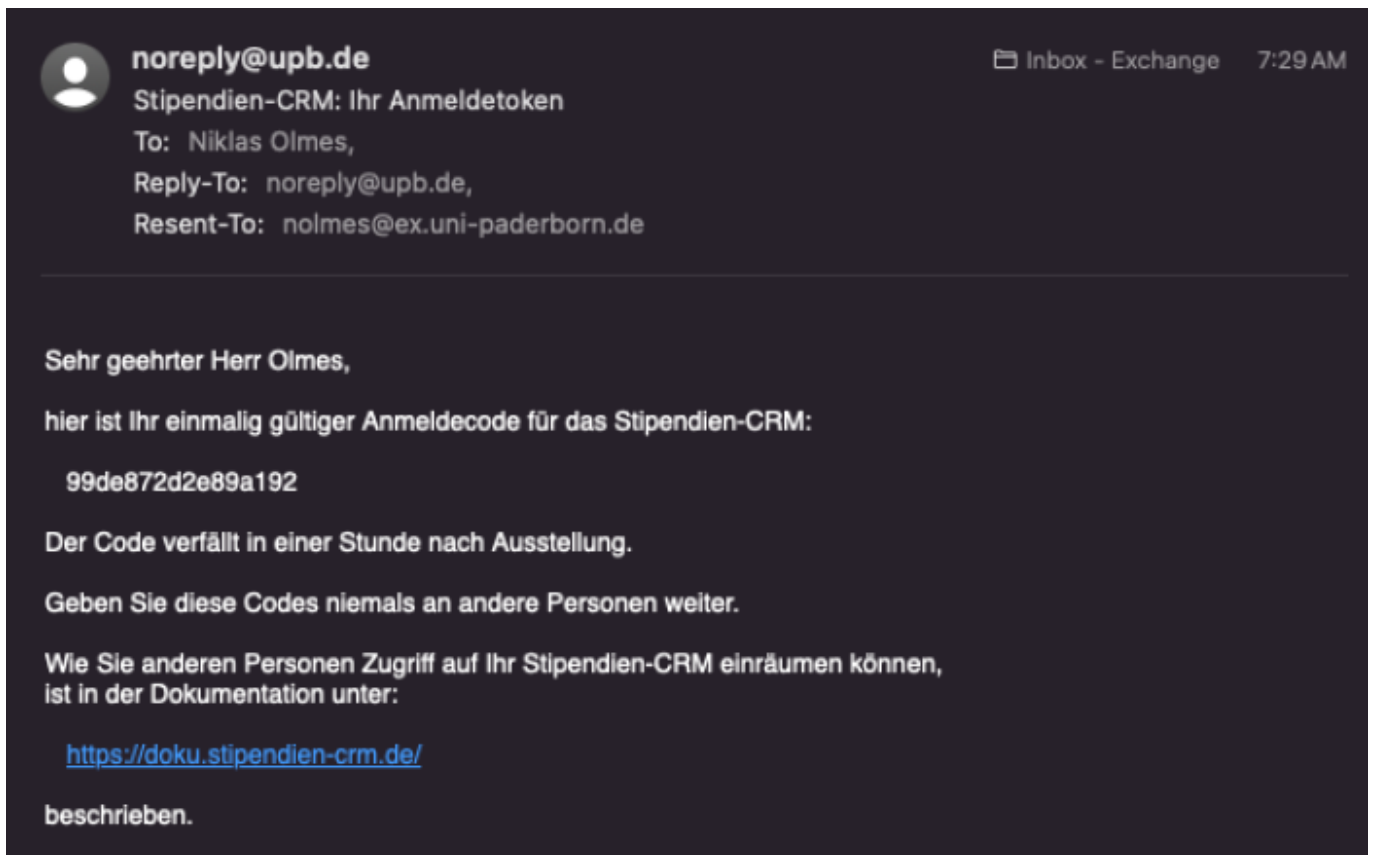 noreply@upb.de
Inbox - Exchange 7:29 AM
Stipendien-CRM: Ihr Anmeldetoken
To: Niklas Olmes,
Reply-To: noreply@upb.de,
Resent-To: nolmes@ex.uni-paderborn.de
Sehr geehrter Herr Olmes,
hier ist Ihr einmalig gültiger Anmeldecode für das Stipendien-CRM:
99de872d2e89a192
Der Code verfällt in einer Stunde nach Ausstellung.
Geben Sie diese Codes niemals an andere Personen weiter.
Wie Sie anderen Personen Zugriff auf Ihr Stipendien-CRM einräumen können,
ist in der Dokumentation unter:
https://doku.stipendien-crm.de/
beschrieben.